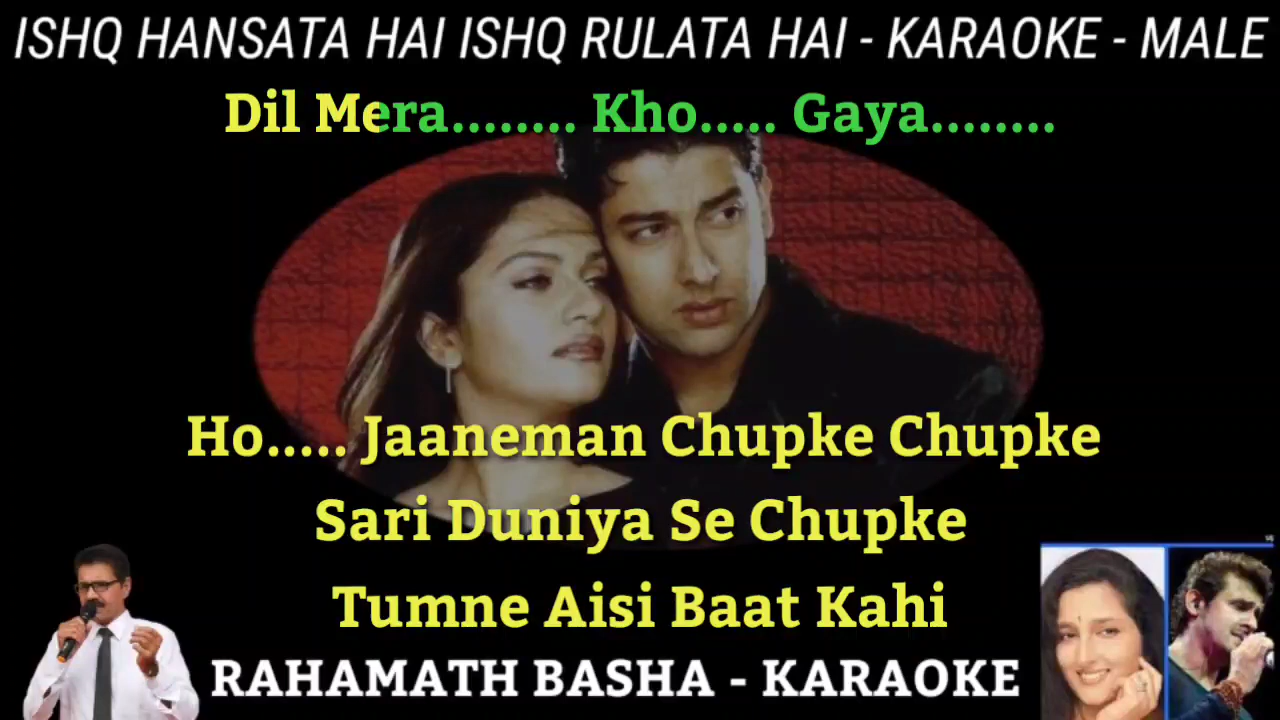 ISHQ HANSATA HAI ISHQ RULATA HAI - KARAOKE - MALE
Dil Mera........ Kho..... Gaya........
Ho..... Jaaneman Chupke Chupke
Sari Duniya Se Chupke
Tumne Aisi Baat Kahi
RAHAMATH BASHA - KARAOKE